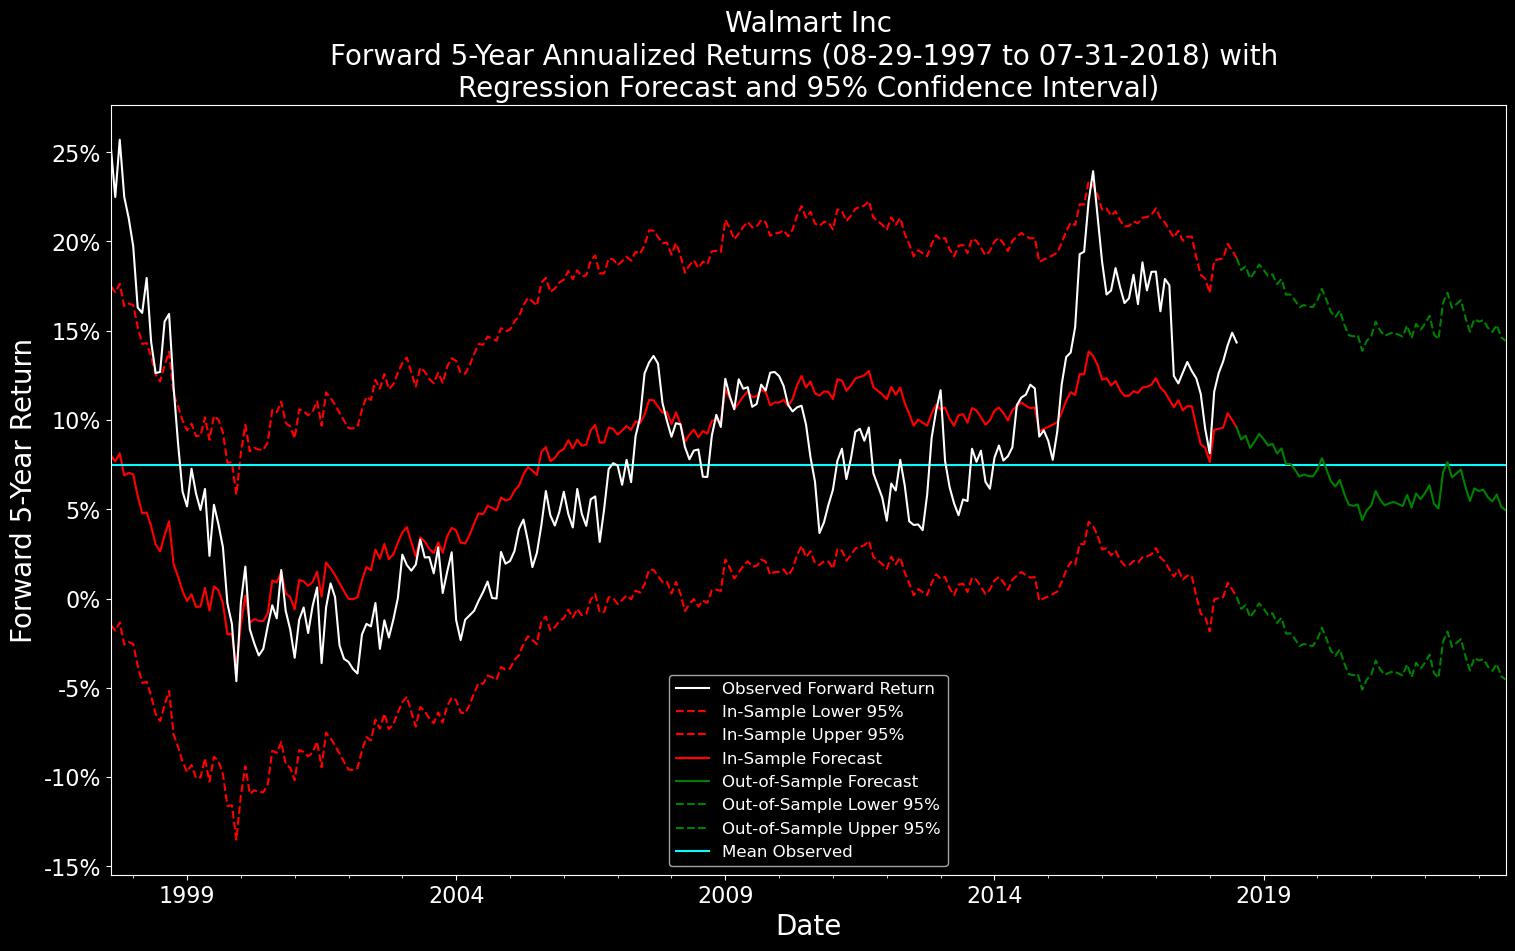 Walmart Inc
Forward 5-Year Annualized Returns (08-29-1997 to 07-31-2018) with
Regression Forecast and 95% Confidence Interval)
Forward 5-Year Return
25%
20%
15%
10%
5%
0%
-5%
-10%
-15%
Observed Forward Return
In-Sample Lower 95%
In-Sample Upper 95%
In-Sample Forecast
Out-of-Sample Forecast
Out-of-Sample Lower 95%
Out-of-Sample Upper 95%
Mean Observed
1999
2004
2009
2014
2019
Date